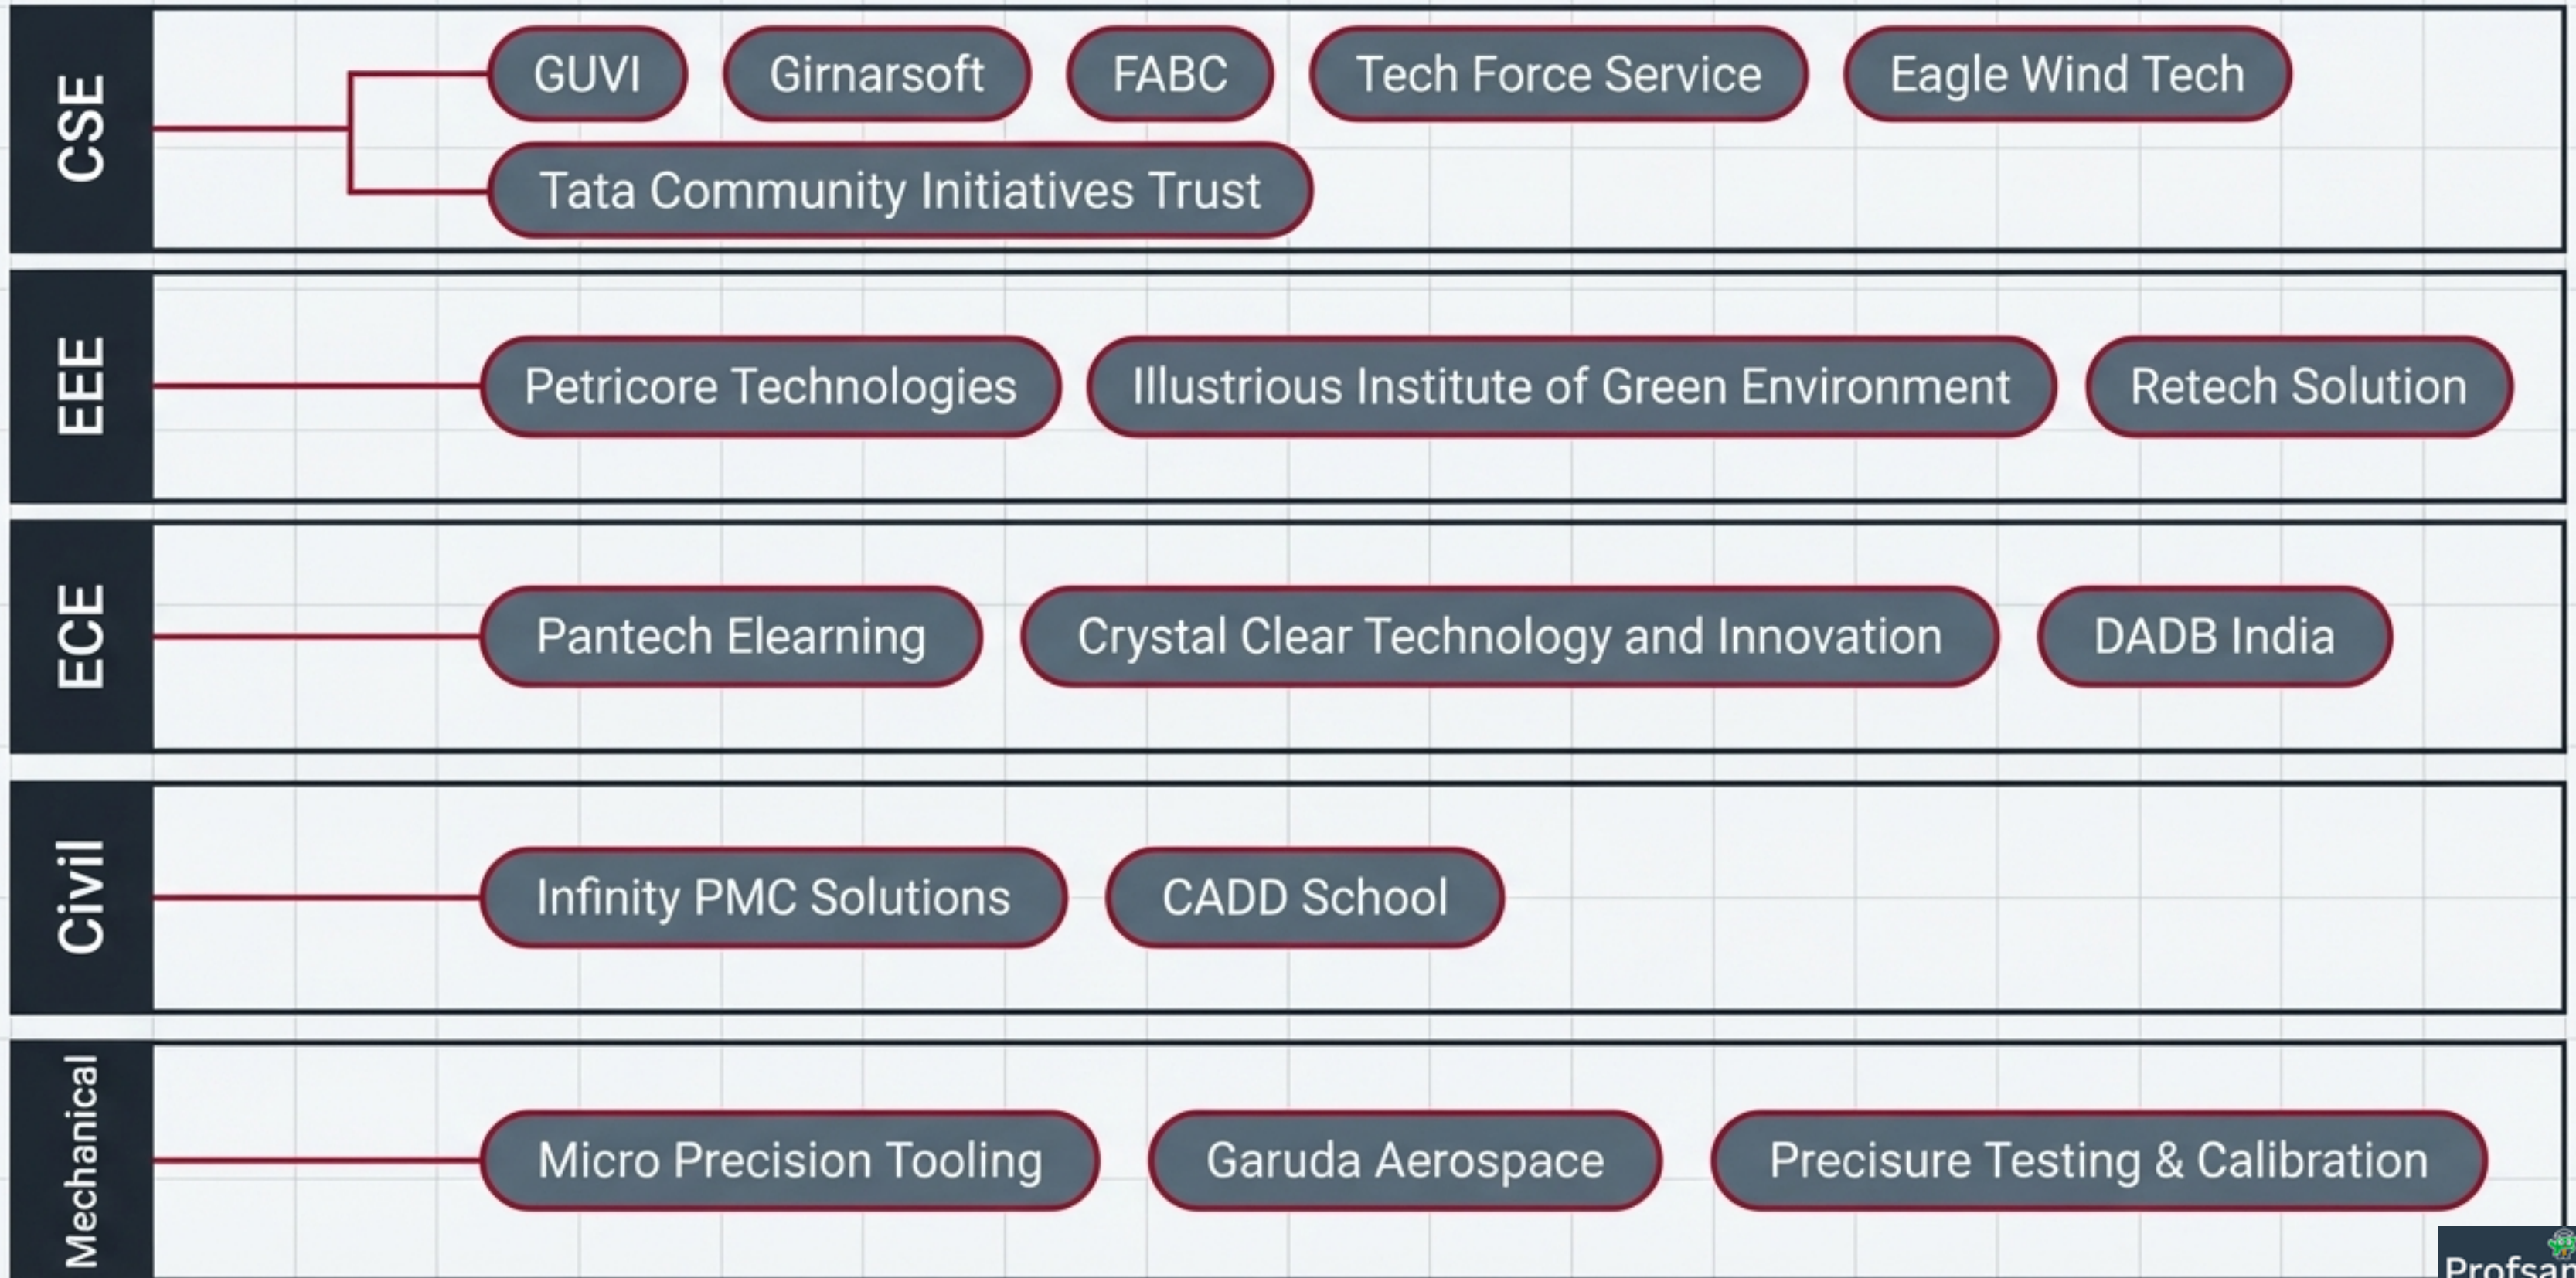 CSE
GUVI Girnarsoft FABC Tech Force Service Eagle Wind Tech
Tata Community Initiatives Trust
EEE
Petricore Technologies Illustrious Institute of Green Environment Retech Solution
ECE
Pantech Elearning Crystal Clear Technology and Innovation DADB India
Civil
Infinity PMC Solutions CADD School
Mechanical
Micro Precision Tooling Garuda Aerospace Precisure Testing & Calibration